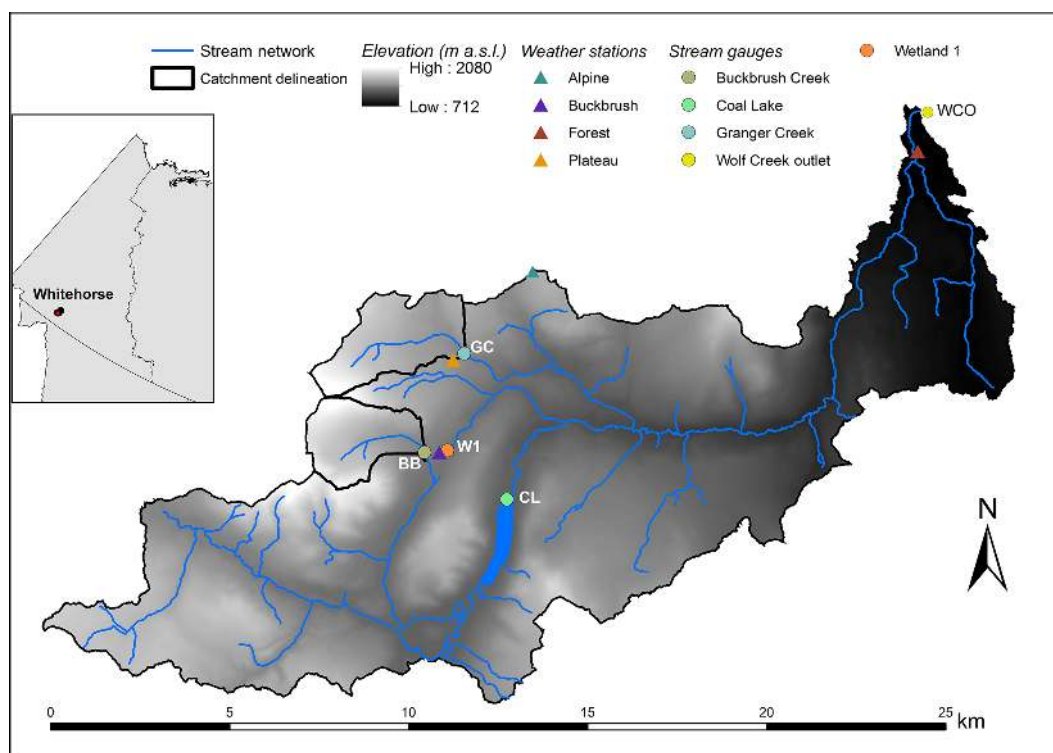 Stream network
Catchment delineation
Elevation (m a.s.l.)
High : 2080
Low : 712
Weather stations
Alpine
Buckbrush
Forest
Plateau
Stream gauges
Buckbrush Creek
Coal Lake
Granger Creek
Wolf Creek outlet
Wetland 1
WCO
Whitehorse
GC
W1
BB
CL
N
0 5 10 15 20 25 km